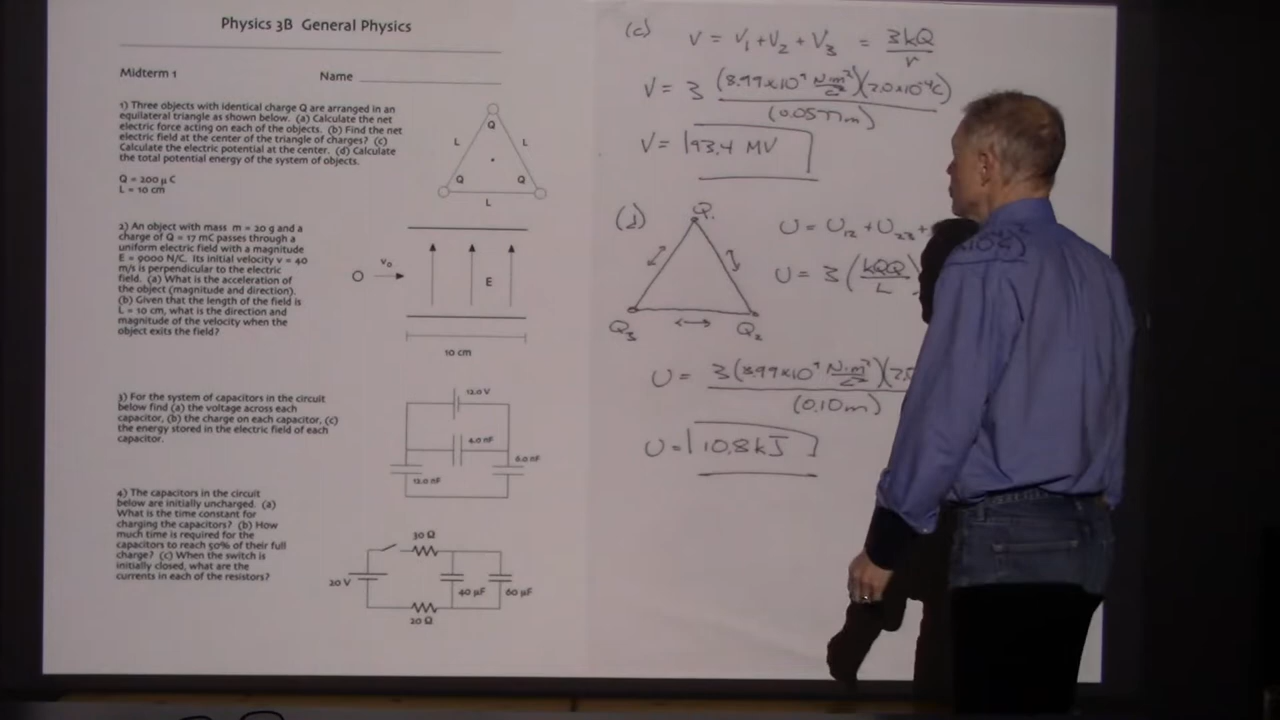 Physics 3B General Physics
Midterm 1
Name
1) Three objects with identical charge Q are arranged in an
equilateral triangle as shown below. (a) Calculate the net
electric force acting on each of the objects. (b) Find the net
electric field at the center of the triangle of charges? (c)
Calculate the electric potential at the center. (d) Calculate
the total potential energy of the system of objects.
Q = 200 μC
L = 10 cm
Q
L L
Q Q
L
2) An object with mass m = 20 g and a
charge of Q = 17 mC passes through a
uniform electric field with a magnitude
E = 9000 N/C. Its initial velocity v = 40
m/s is perpendicular to the electric
field. (a) What is the acceleration of
the object (magnitude and direction).
(b) Given that the length of the field is
L = 10 cm, what is the direction and
magnitude of the velocity when the
object exits the field?
v₀
E
10 cm
3) For the system of capacitors in the circuit
below find (a) the voltage across each
capacitor, (b) the charge on each capacitor, (c)
the energy stored in the electric field of each
capacitor.
12.0 V
4.0 nF
6.0 nF
12.0 nF
4) The capacitors in the circuit
below are initially uncharged. (a)
What is the time constant for
charging the capacitors? (b) How
much time is required for the
capacitors to reach 50% of their full
charge? (c) When the switch is
initially closed, what are the
currents in each of the resistors?
30 Ω
20 V
40 μF 60 μF
20 Ω
(c) V = V₁ + V₂ + V₃ = 3kQ / r
V = 3 (8.99x10⁹ N·m²/C²)(2.0x10⁻⁴C) / (0.0577m)
V = 93.4 MV
(d)
Q₁
Q₃ Q₂
U = U₁₂ + U₂₃ +
U = 3 (kQQ / L)
U = 3(8.99x10⁹ N·m²/C²)(2.0 / (0.10m)
U = 10.8 kJ